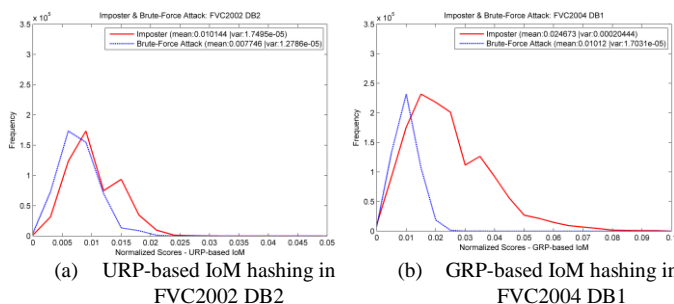 Imposter & Brute-Force Attack: FVC2002 DB2
x 10^5
Imposter (mean:0.010144 |var:1.7495e-05)
Brute-Force Attack (mean:0.007746 |var:1.2786e-05)
Frequency
3.5
3
2.5
2
1.5
1
0.5
0
0 0.005 0.01 0.015 0.02 0.025 0.03 0.035 0.04 0.045 0.05
Normalized Scores - URP-based IoM
(a) URP-based IoM hashing in
FVC2002 DB2
Imposter & Brute-Force Attack: FVC2004 DB1
x 10^5
Imposter (mean:0.024673 |var:0.00020444)
Brute-Force Attack (mean:0.01012 |var:1.7031e-05)
Frequency
3.5
3
2.5
2
1.5
1
0.5
0
0 0.01 0.02 0.03 0.04 0.05 0.06 0.07 0.08 0.09 0.1
Normalized Scores - GRP-based IoM
(b) GRP-based IoM hashing in
FVC2004 DB1